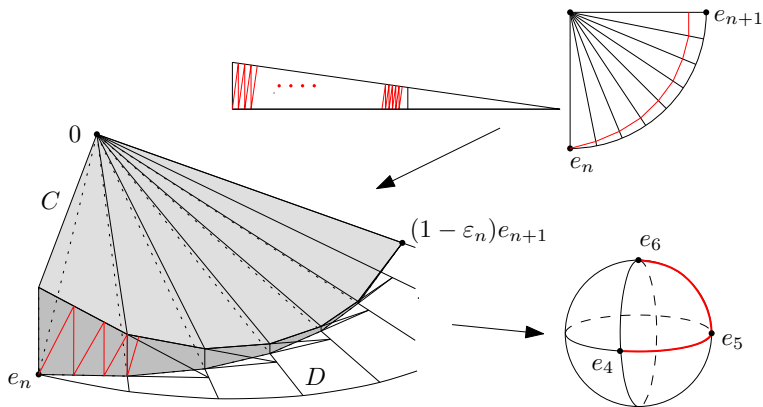 e_{n+1}
e_n
0
C
(1 − ε_n)e_{n+1}
e_6
e_5
e_4
e_n
D